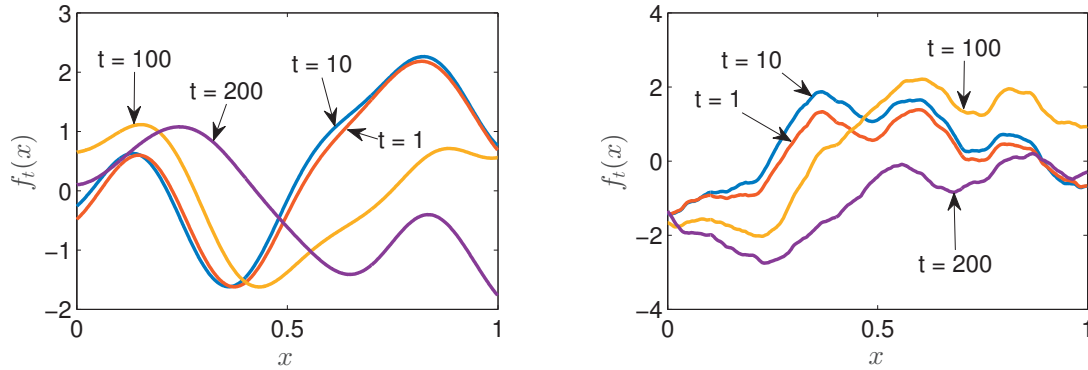 3
2
1
0
−1
−2
0
0.5
1
x
f_t(x)
t = 100
t = 200
t = 10
t = 1
4
2
0
−2
−4
0
0.5
1
x
f_t(x)
t = 10
t = 1
t = 100
t = 200